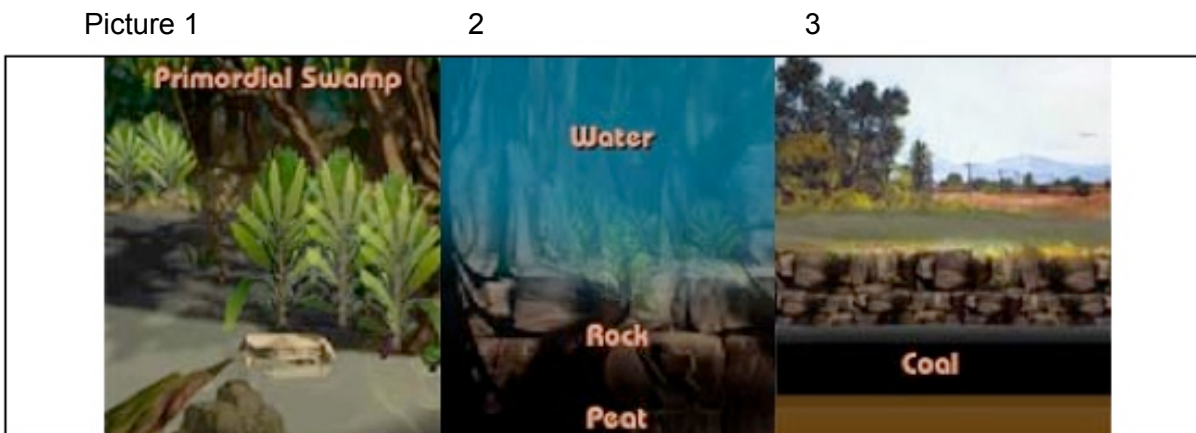 Picture 1 2 3
Primordial Swamp
Water
Rock
Peat
Coal